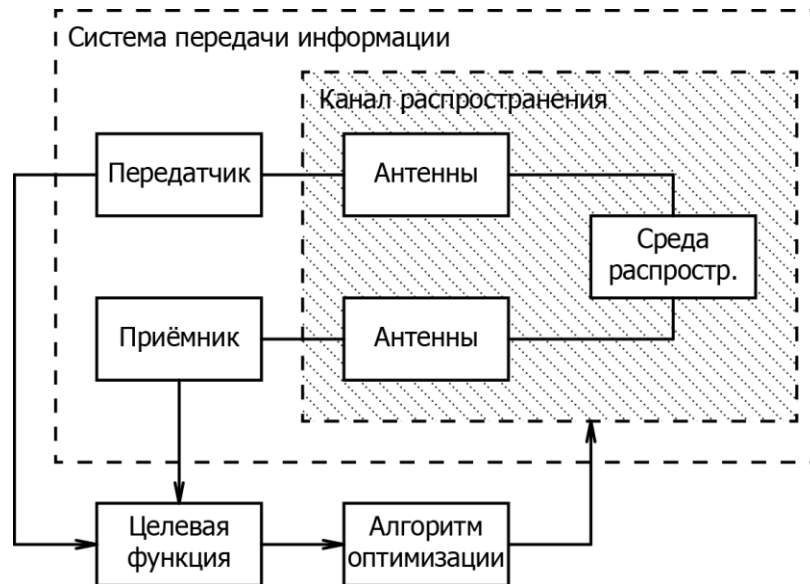 Система передачи информации
Канал распространения
Передатчик
Антенны
Среда
распростр.
Приёмник
Антенны
Целевая
функция
Алгоритм
оптимизации